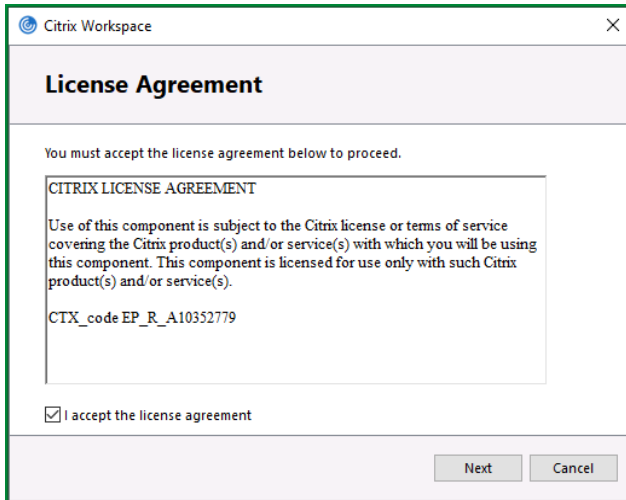 Citrix Workspace
License Agreement
You must accept the license agreement below to proceed.
CITRIX LICENSE AGREEMENT
Use of this component is subject to the Citrix license or terms of service
covering the Citrix product(s) and/or service(s) with which you will be using
this component. This component is licensed for use only with such Citrix
product(s) and/or service(s).
CTX_code EP_R_A10352779
I accept the license agreement
Next Cancel